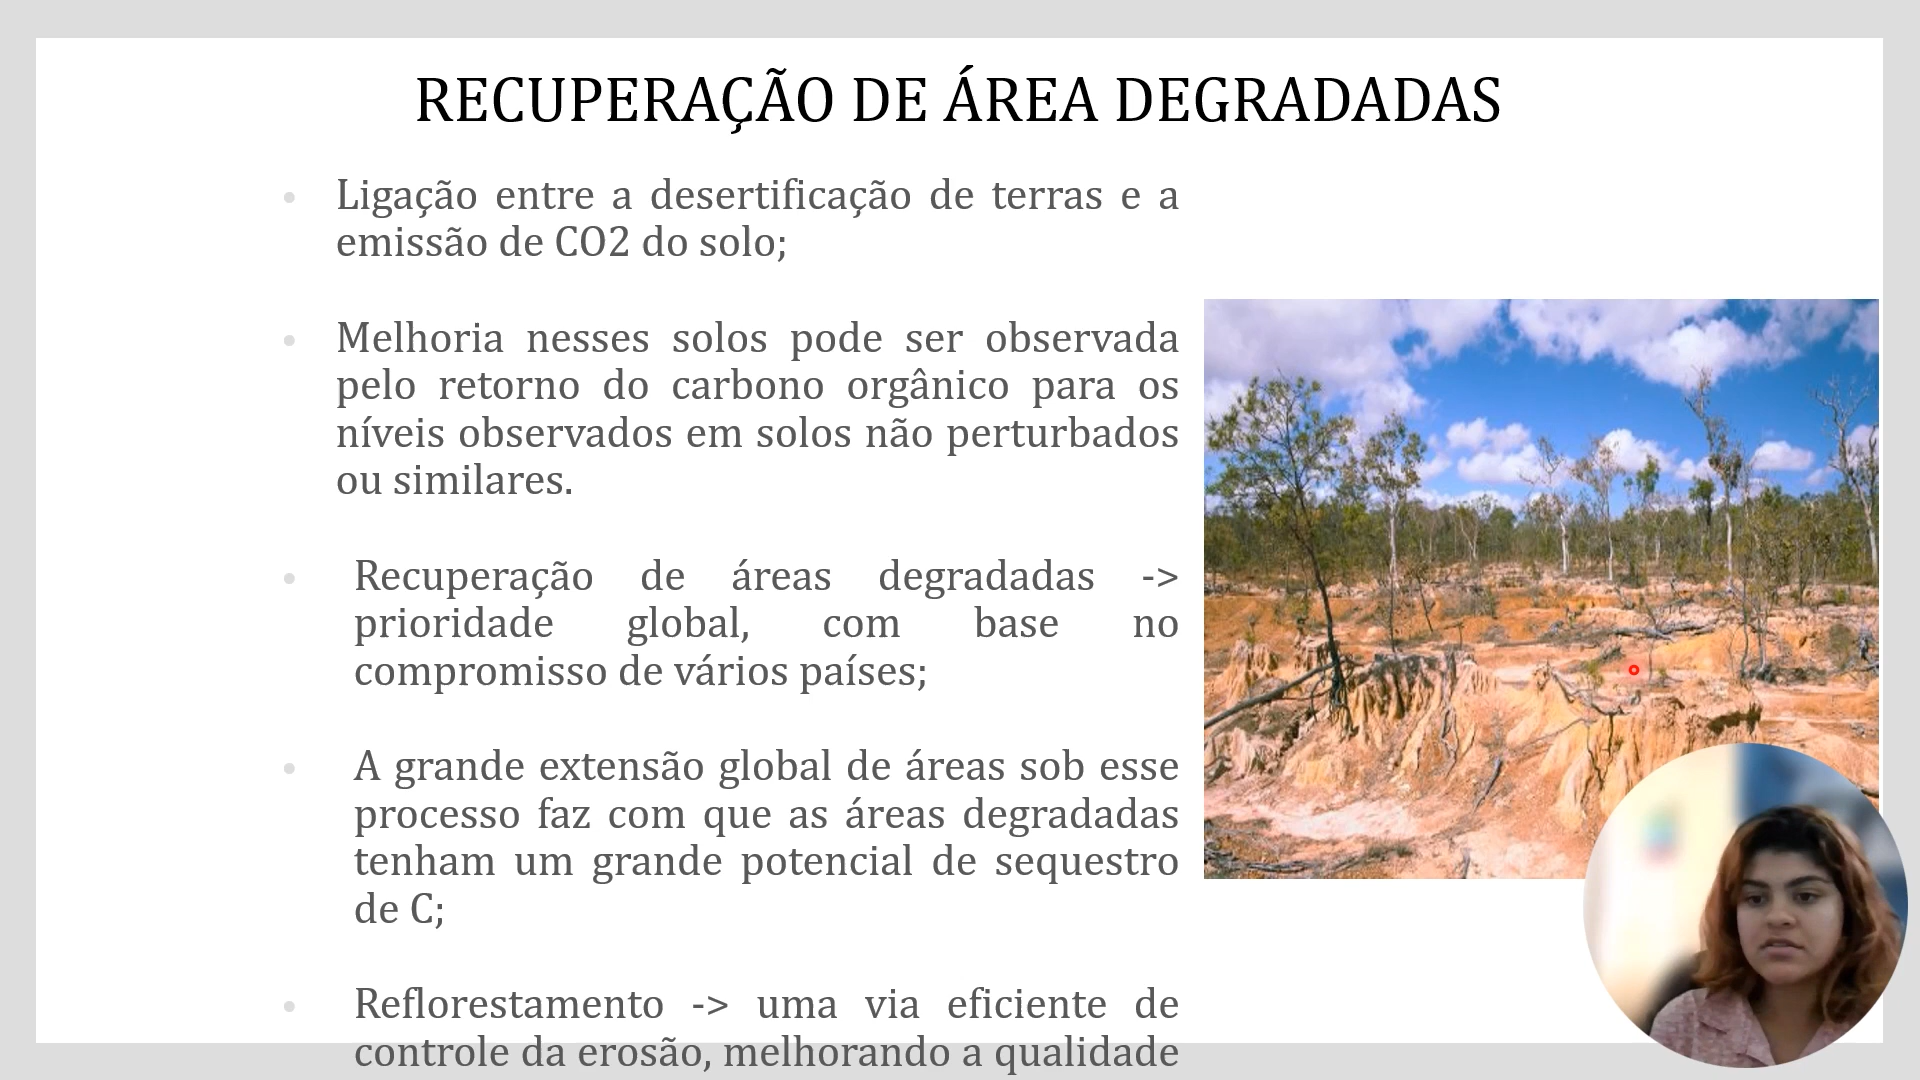 RECUPERAÇÃO DE ÁREA DEGRADADAS
• Ligação entre a desertificação de terras e a
emissão de CO2 do solo;
• Melhoria nesses solos pode ser observada
pelo retorno do carbono orgânico para os
níveis observados em solos não perturbados
ou similares.
• Recuperação de áreas degradadas ->
prioridade global, com base no
compromisso de vários países;
• A grande extensão global de áreas sob esse
processo faz com que as áreas degradadas
tenham um grande potencial de sequestro
de C;
• Reflorestamento -> uma via eficiente de
controle da erosão, melhorando a qualidade